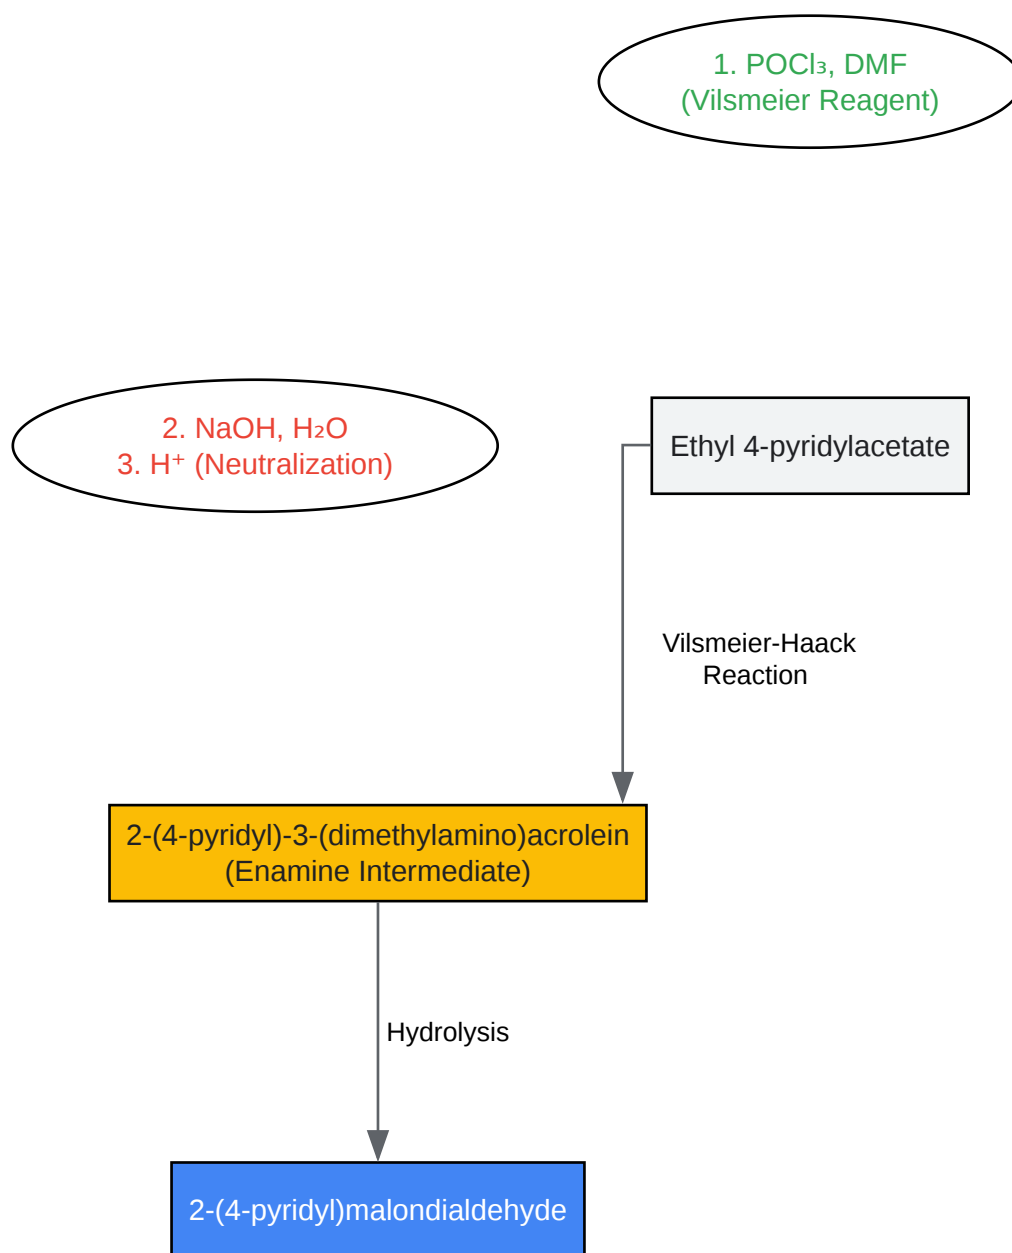 1. POCl₃, DMF
(Vilsmeier Reagent)
2. NaOH, H₂O
3. H⁺ (Neutralization)
Ethyl 4-pyridylacetate
Vilsmeier-Haack
Reaction
2-(4-pyridyl)-3-(dimethylamino)acrolein
(Enamine Intermediate)
Hydrolysis
2-(4-pyridyl)malondialdehyde